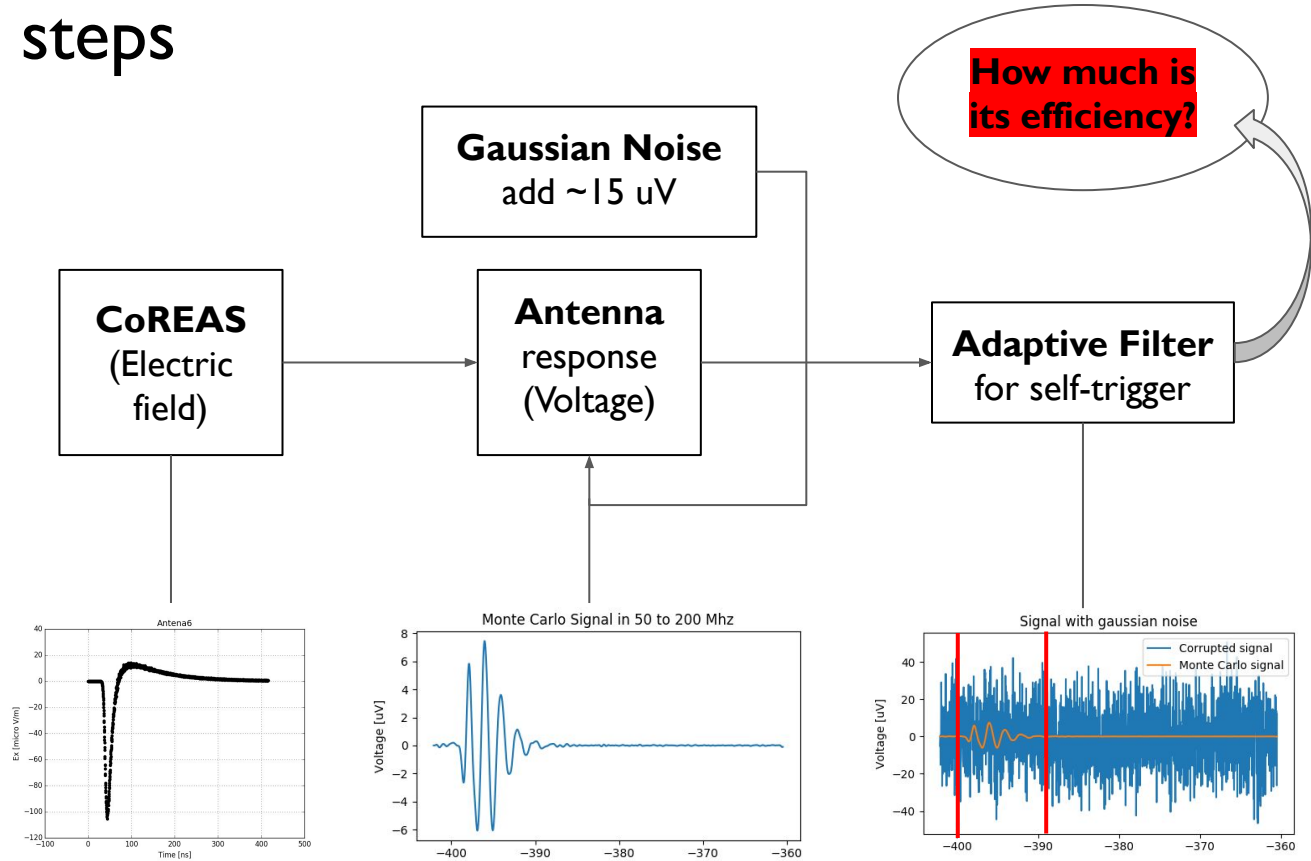 steps
How much is
its efficiency?
Gaussian Noise
add ~15 uV
CoREAS
(Electric
field)
Antenna
response
(Voltage)
Adaptive Filter
for self-trigger
Antena6
40
20
0
−20
−40
−60
−80
−100
−120
Ex [micro V/m]
−100
0
100
200
300
400
500
Time [ns]
Monte Carlo Signal in 50 to 200 Mhz
8
6
4
2
0
−2
−4
−6
Voltage [uV]
−400
−390
−380
−370
−360
Signal with gaussian noise
Corrupted signal
Monte Carlo signal
40
20
0
−20
−40
Voltage [uV]
−400
−390
−380
−370
−360